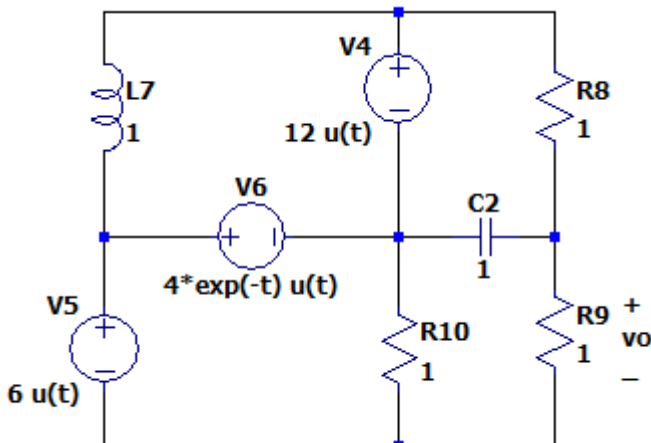 V4
L7
+
R8
1
12 u(t)
1
V6
C2
+
4*exp(-t) u(t)
1
V5
+
R10
R9
+
1
1
vo
6 u(t)
_